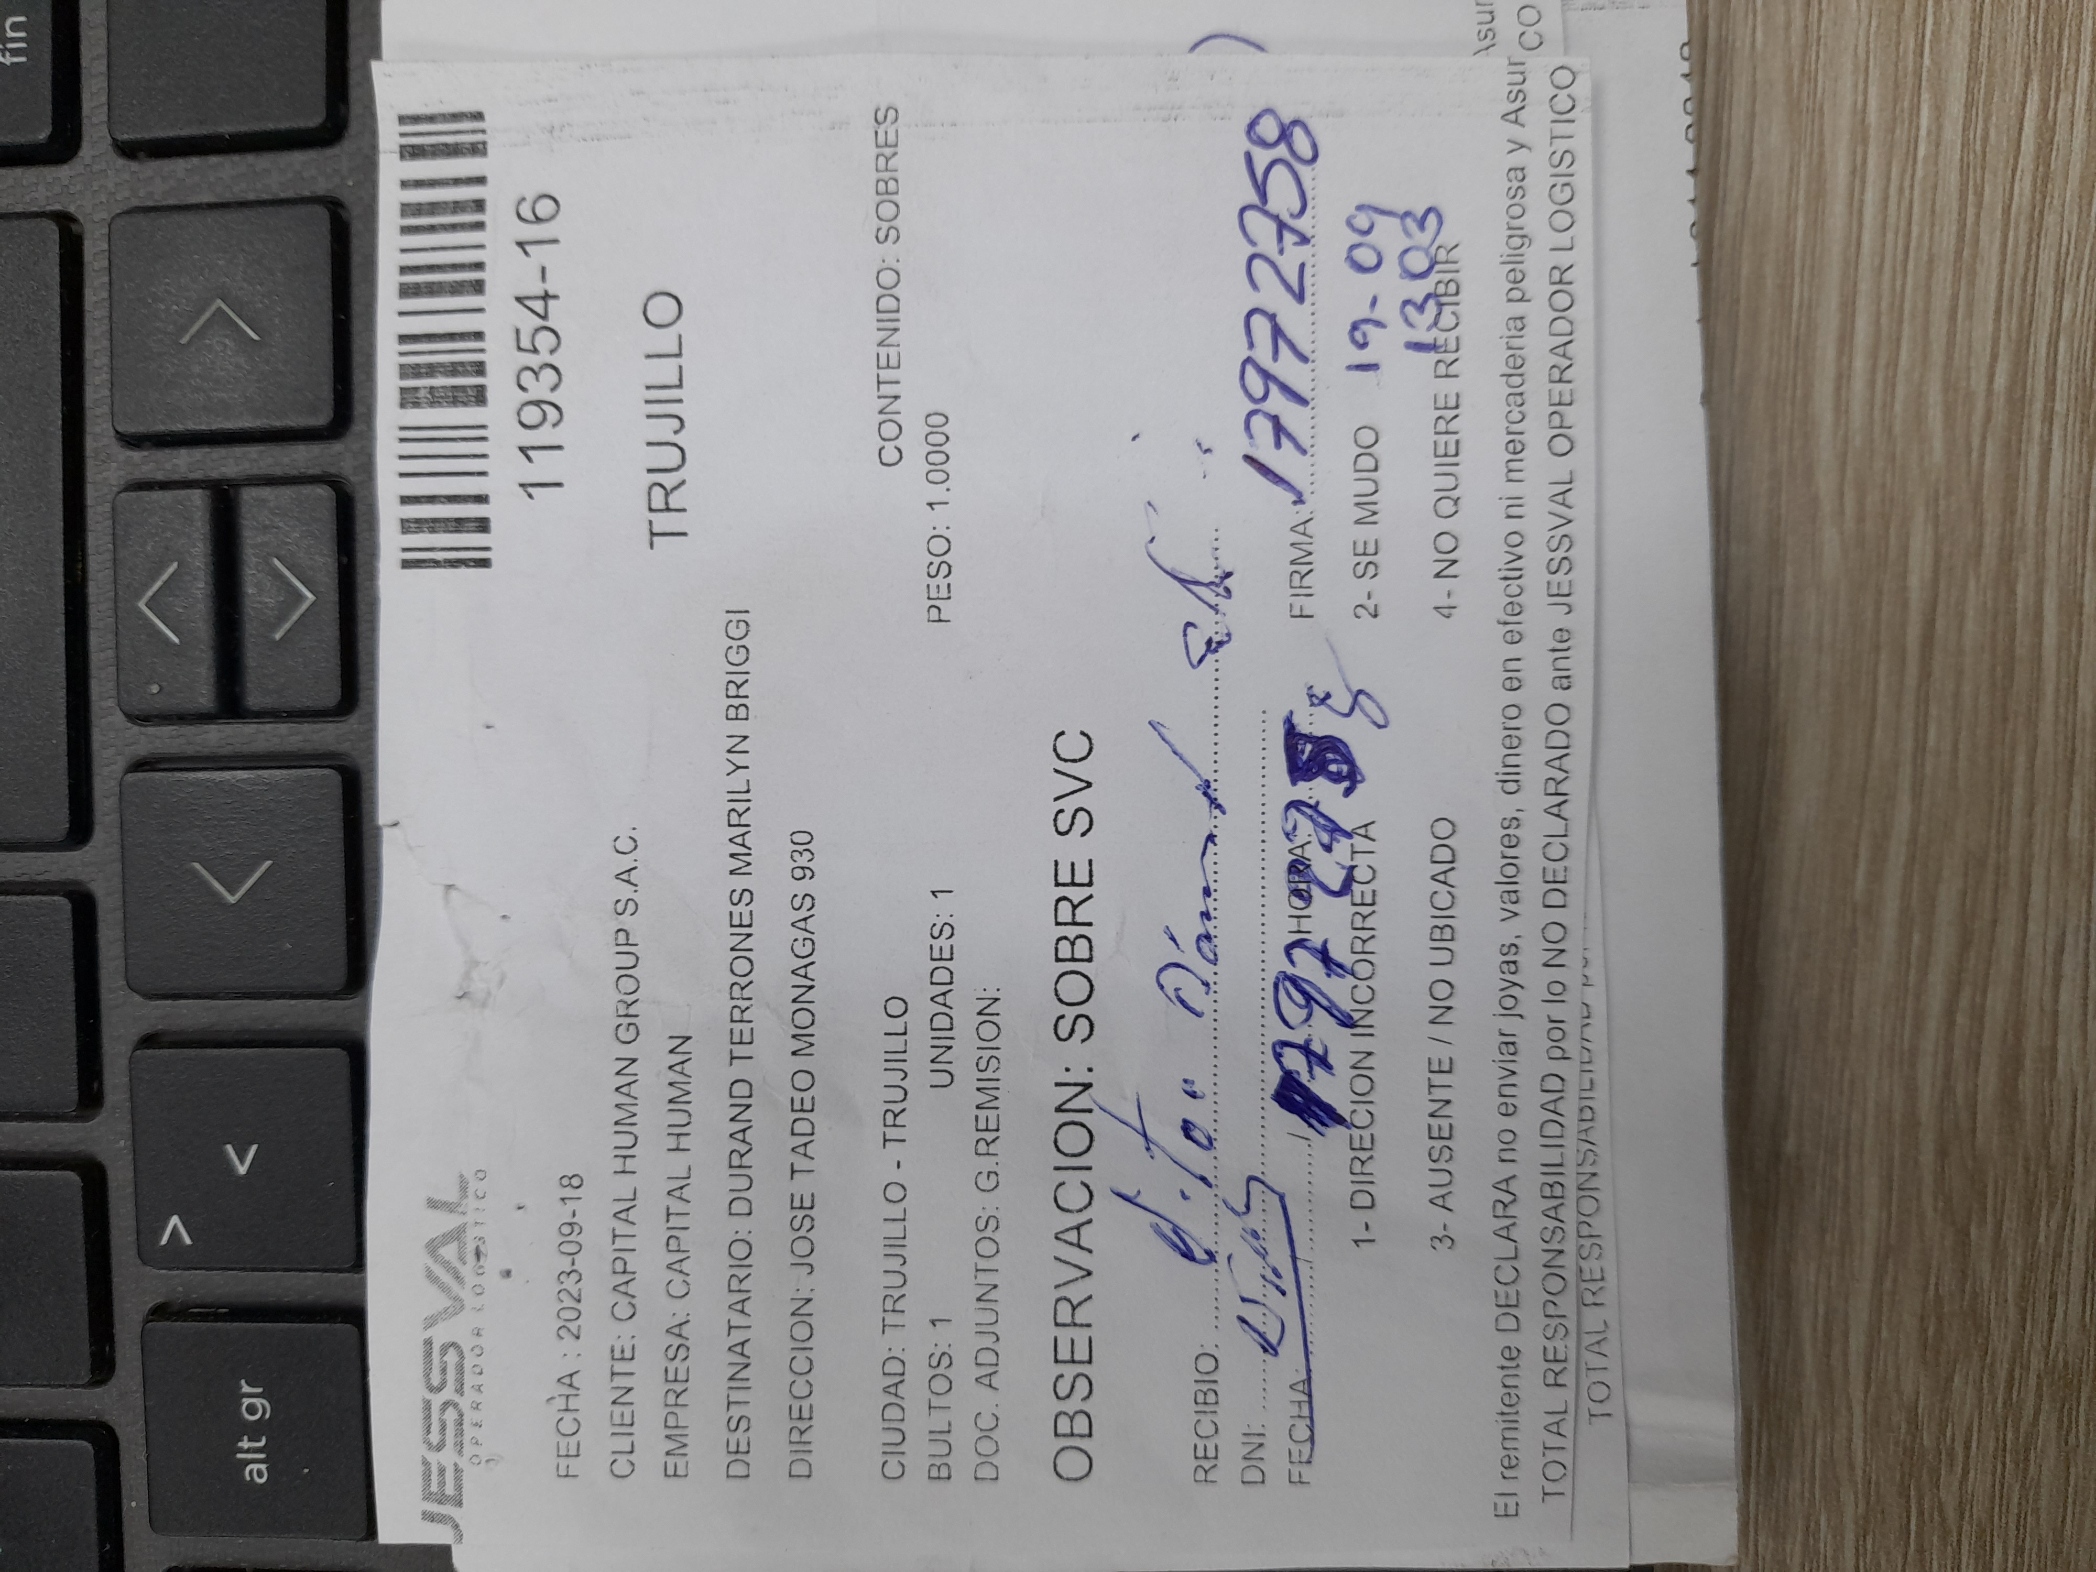 fin
alt gr
>
<
JESSVAL
OPERADOR LOGISTICO
119354-16
FECHA : 2023-09-18
CLIENTE: CAPITAL HUMAN GROUP S.A.C.
EMPRESA: CAPITAL HUMAN
TRUJILLO
DESTINATARIO: DURAND TERRONES MARILYN BRIGGI
DIRECCION: JOSE TADEO MONAGAS 930
CIUDAD: TRUJILLO - TRUJILLO CONTENIDO: SOBRES
BULTOS: 1 UNIDADES: 1 PESO: 1.0000
DOC. ADJUNTOS: G.REMISION:
OBSERVACION: SOBRE SVC
RECIBIO:
DNI:
FECHA: / / HORA: FIRMA: 17972758
1- DIRECION INCORRECTA 2- SE MUDO 19-09
1303
3- AUSENTE / NO UBICADO 4- NO QUIERE RECIBIR
El remitente DECLARA no enviar joyas, valores, dinero en efectivo ni mercaderia peligrosa y Asur
TOTAL RESPONSABILIDAD por lo NO DECLARADO ante JESSVAL OPERADOR LOGISTICO
Asur
CO
TOTAL RESPONSABILIDAD